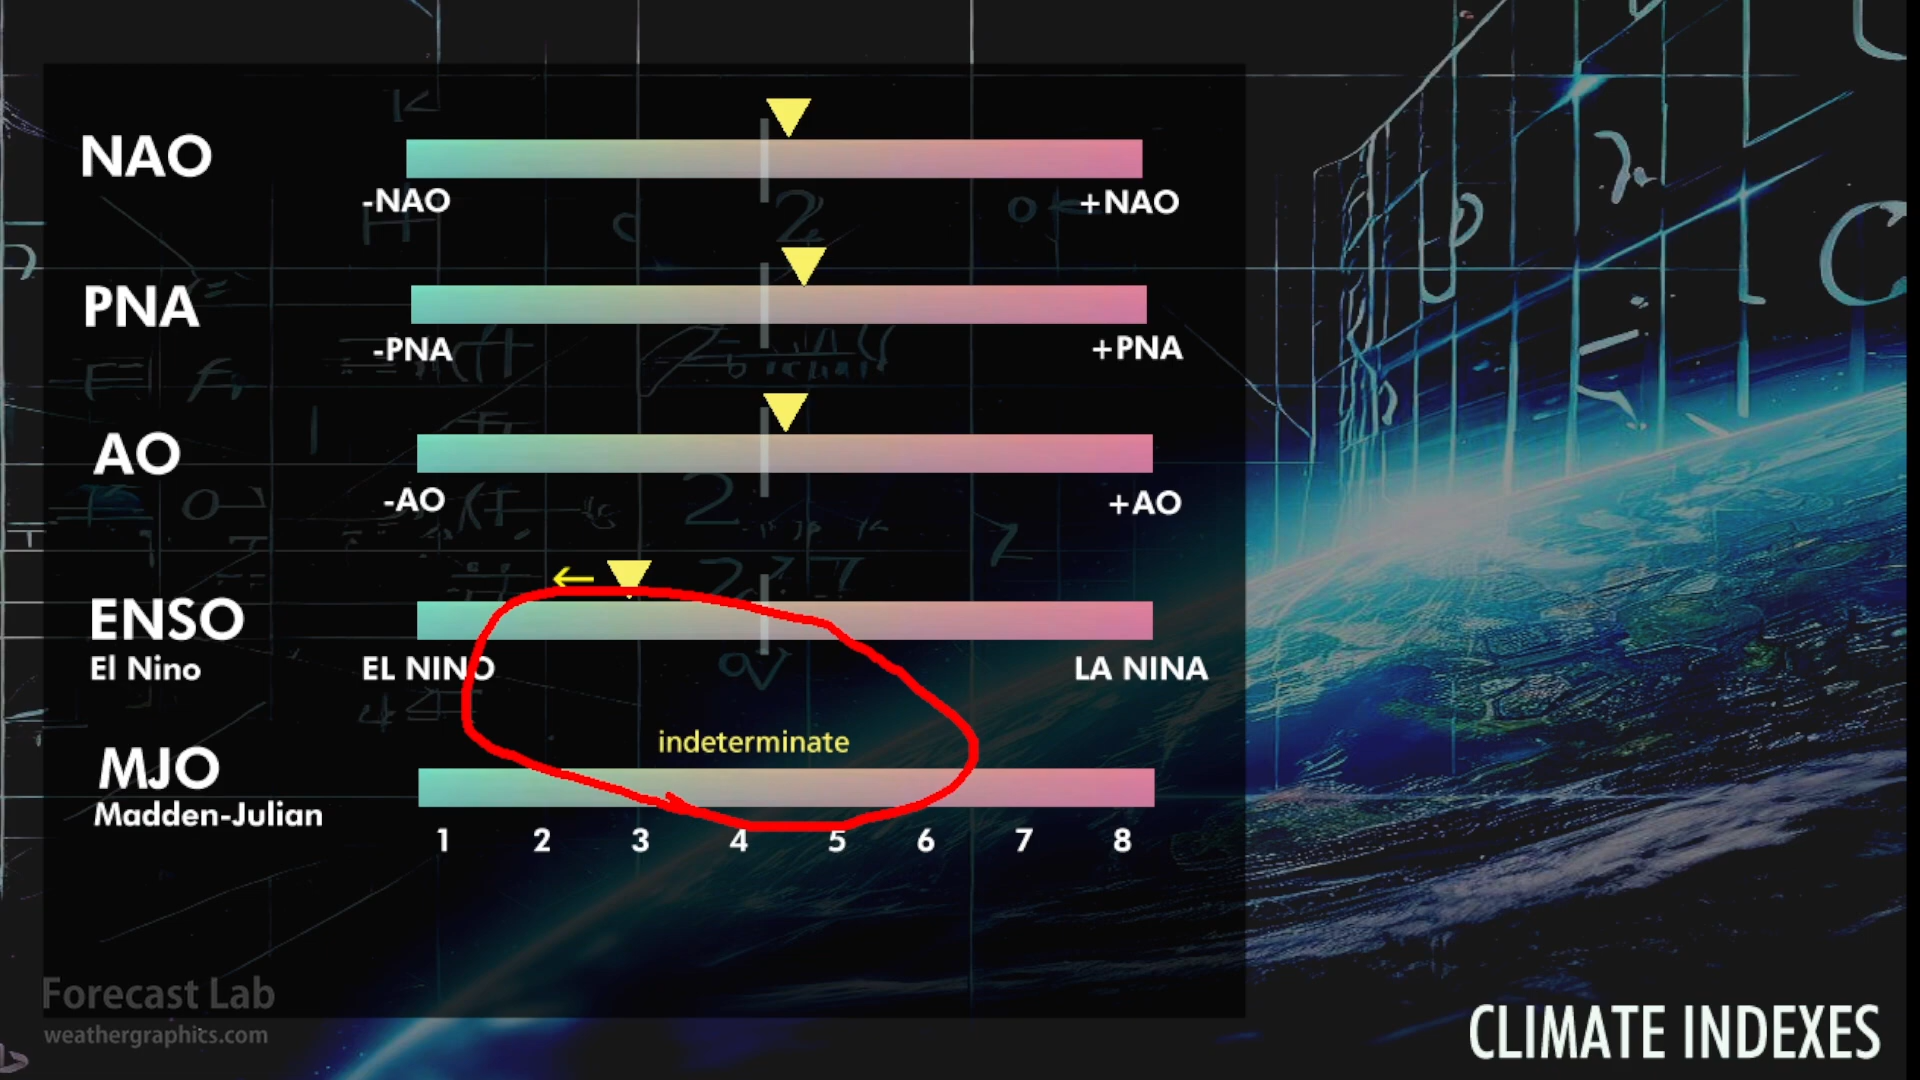 NAO
-NAO +NAO
PNA
-PNA +PNA
AO
-AO +AO
←
ENSO
El Nino
EL NINO LA NINA
indeterminate
MJO
Madden-Julian
1 2 3 4 5 6 7 8
Forecast Lab
weathergraphics.com
CLIMATE INDEXES